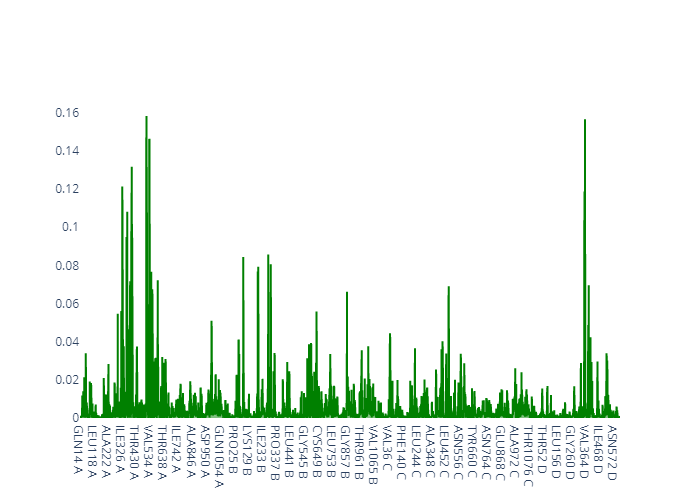 0.16
0.14
0.12
0.1
0.08
0.06
0.04
0.02
0
GLN14 A
LEU118 A
ALA222 A
ILE326 A
THR430 A
VAL534 A
THR638 A
ILE742 A
ALA846 A
ASP950 A
GLN1054 A
PRO25 B
LYS129 B
ILE233 B
PRO337 B
LEU441 B
GLY545 B
CYS649 B
LEU753 B
GLY857 B
THR961 B
VAL1065 B
VAL36 C
PHE140 C
LEU244 C
ALA348 C
LEU452 C
ASN556 C
TYR660 C
ASN764 C
GLU868 C
ALA972 C
THR1076 C
THR52 D
LEU156 D
GLY260 D
VAL364 D
ILE468 D
ASN572 D